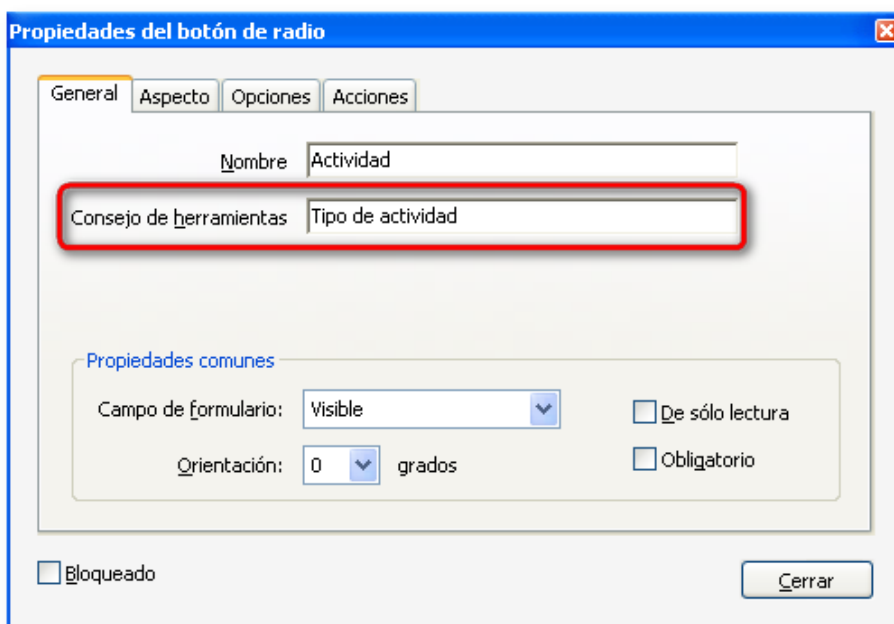 Propiedades del botón de radio
General Aspecto Opciones Acciones
Nombre Actividad
Consejo de herramientas Tipo de actividad
Propiedades comunes
Campo de formulario: Visible De sólo lectura
Orientación: 0 grados Obligatorio
Bloqueado Cerrar